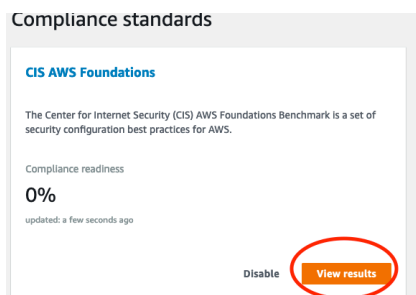 Compliance standards
CIS AWS Foundations
The Center for Internet Security (CIS) AWS Foundations Benchmark is a set of
security configuration best practices for AWS.
Compliance readiness
0%
updated: a few seconds ago
Disable
View results